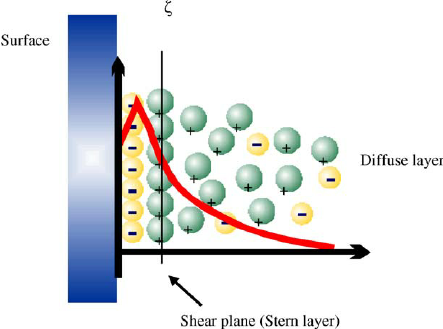 ζ
Surface
Diffuse layer
Shear plane (Stern layer)